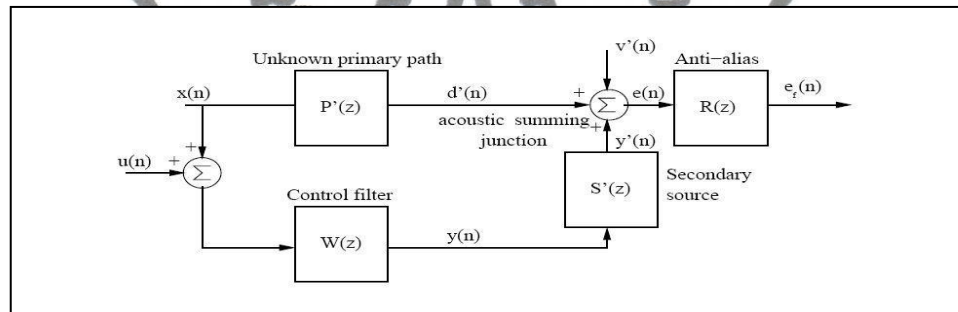 v'(n)
Unknown primary path
Anti-alias
x(n)
P'(z)
d'(n)
+
Σ
e(n)
R(z)
e_f(n)
acoustic summing
junction
+
+
y'(n)
u(n)
+
Σ
S'(z)
Secondary
source
Control filter
W(z)
y(n)